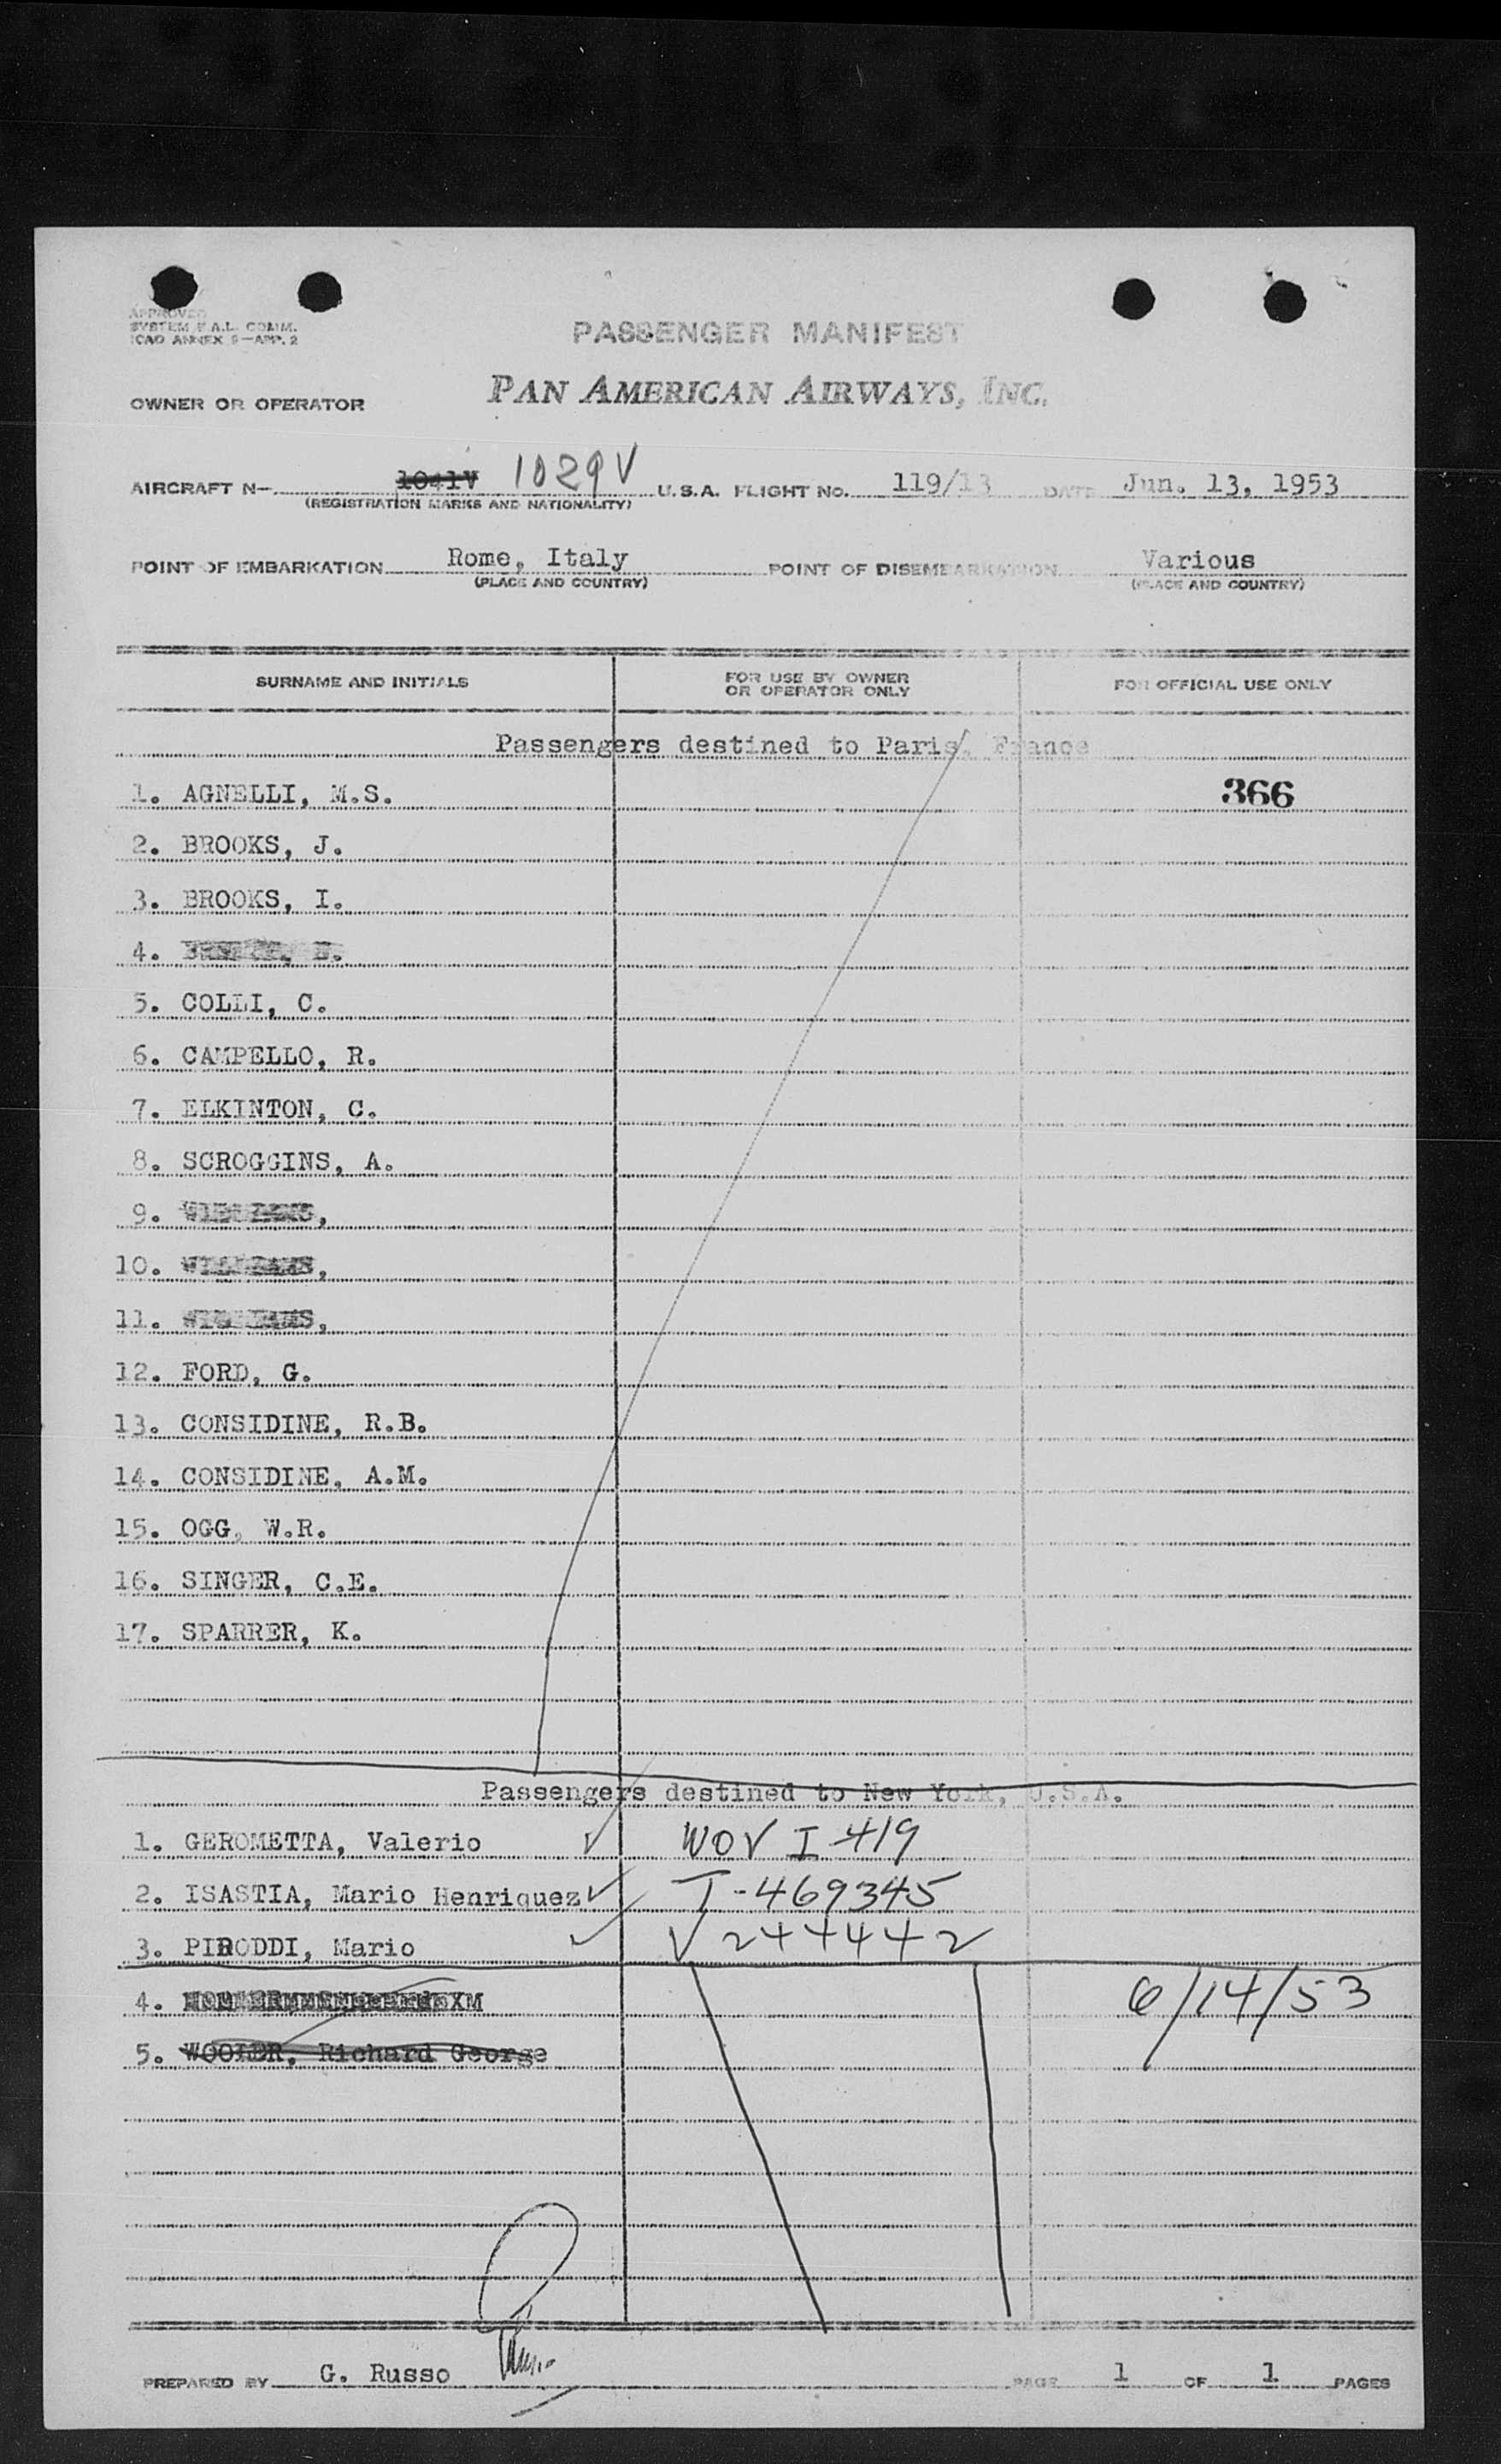 APPROVED
SYSTEM F.A.L. COMM.
ICAO ANNEX 9—APP. 2
PASSENGER MANIFEST
OWNER OR OPERATOR PAN AMERICAN AIRWAYS, INC.
AIRCRAFT N- 1041V 1029V U.S.A. FLIGHT NO. 119/13 DATE Jun. 13, 1953
(REGISTRATION MARKS AND NATIONALITY)
POINT OF EMBARKATION Rome, Italy POINT OF DISEMBARKATION Various
(PLACE AND COUNTRY) (PLACE AND COUNTRY)
SURNAME AND INITIALS FOR USE BY OWNER OR OPERATOR ONLY FOR OFFICIAL USE ONLY
Passengers destined to Paris, France
1. AGNELLI, M.S. 366
2. BROOKS, J.
3. BROOKS, I.
4.
5. COLLI, C.
6. CAMPELLO, R.
7. ELKINTON, C.
8. SCROGGINS, A.
9.
10. WILLIAMS,
11. WILLIAMS,
12. FORD, G.
13. CONSIDINE, R.B.
14. CONSIDINE, A.M.
15. OGG, W.R.
16. SINGER, C.E.
17. SPARRER, K.
Passengers destined to New York, U.S.A.
1. GEROMETTA, Valerio WOV I 419
2. ISASTIA, Mario Henriquez I-469345
3. PIRODDI, Mario V244442
4. 6/14/53
5. WOOLER, Richard George
PREPARED BY G. Russo PAGE 1 OF 1 PAGES